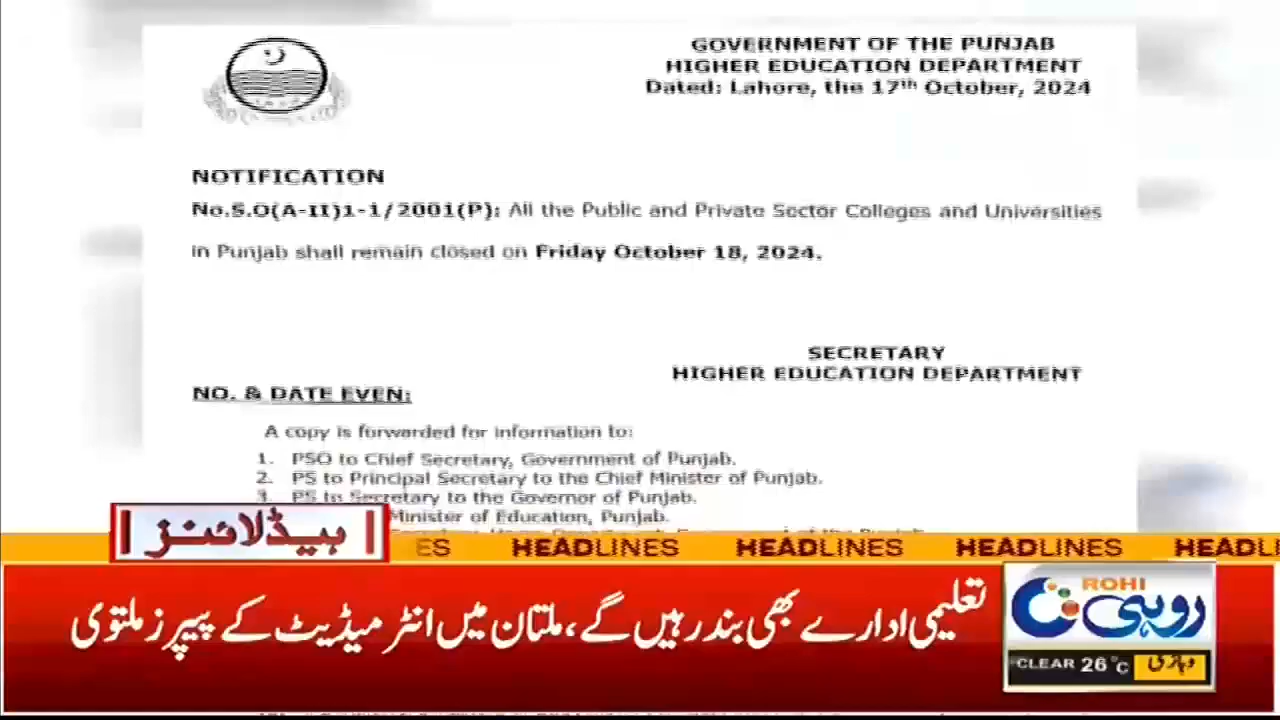 GOVERNMENT OF THE PUNJAB
HIGHER EDUCATION DEPARTMENT
Dated: Lahore, the 17th October, 2024
NOTIFICATION
No.S.O(A-II)1-1/2001(P): All the Public and Private Sector Colleges and Universities
in Punjab shall remain closed on Friday October 18, 2024.
SECRETARY
HIGHER EDUCATION DEPARTMENT
NO. & DATE EVEN:
A copy is forwarded for information to:
1. PSO to Chief Secretary, Government of Punjab.
2. PS to Principal Secretary to the Chief Minister of Punjab.
3. PS to Secretary to the Governor of Punjab.
Minister of Education, Punjab.
ہیڈلائنز
ES HEADLINES HEADLINES HEADLINES HEADL
تعلیمی ادارے بھی بند رہیں گے، ملتان میں انٹرمیڈیٹ کے پیپرز ملتوی
ROHI
روہی
CLEAR 26°C وہاڑی